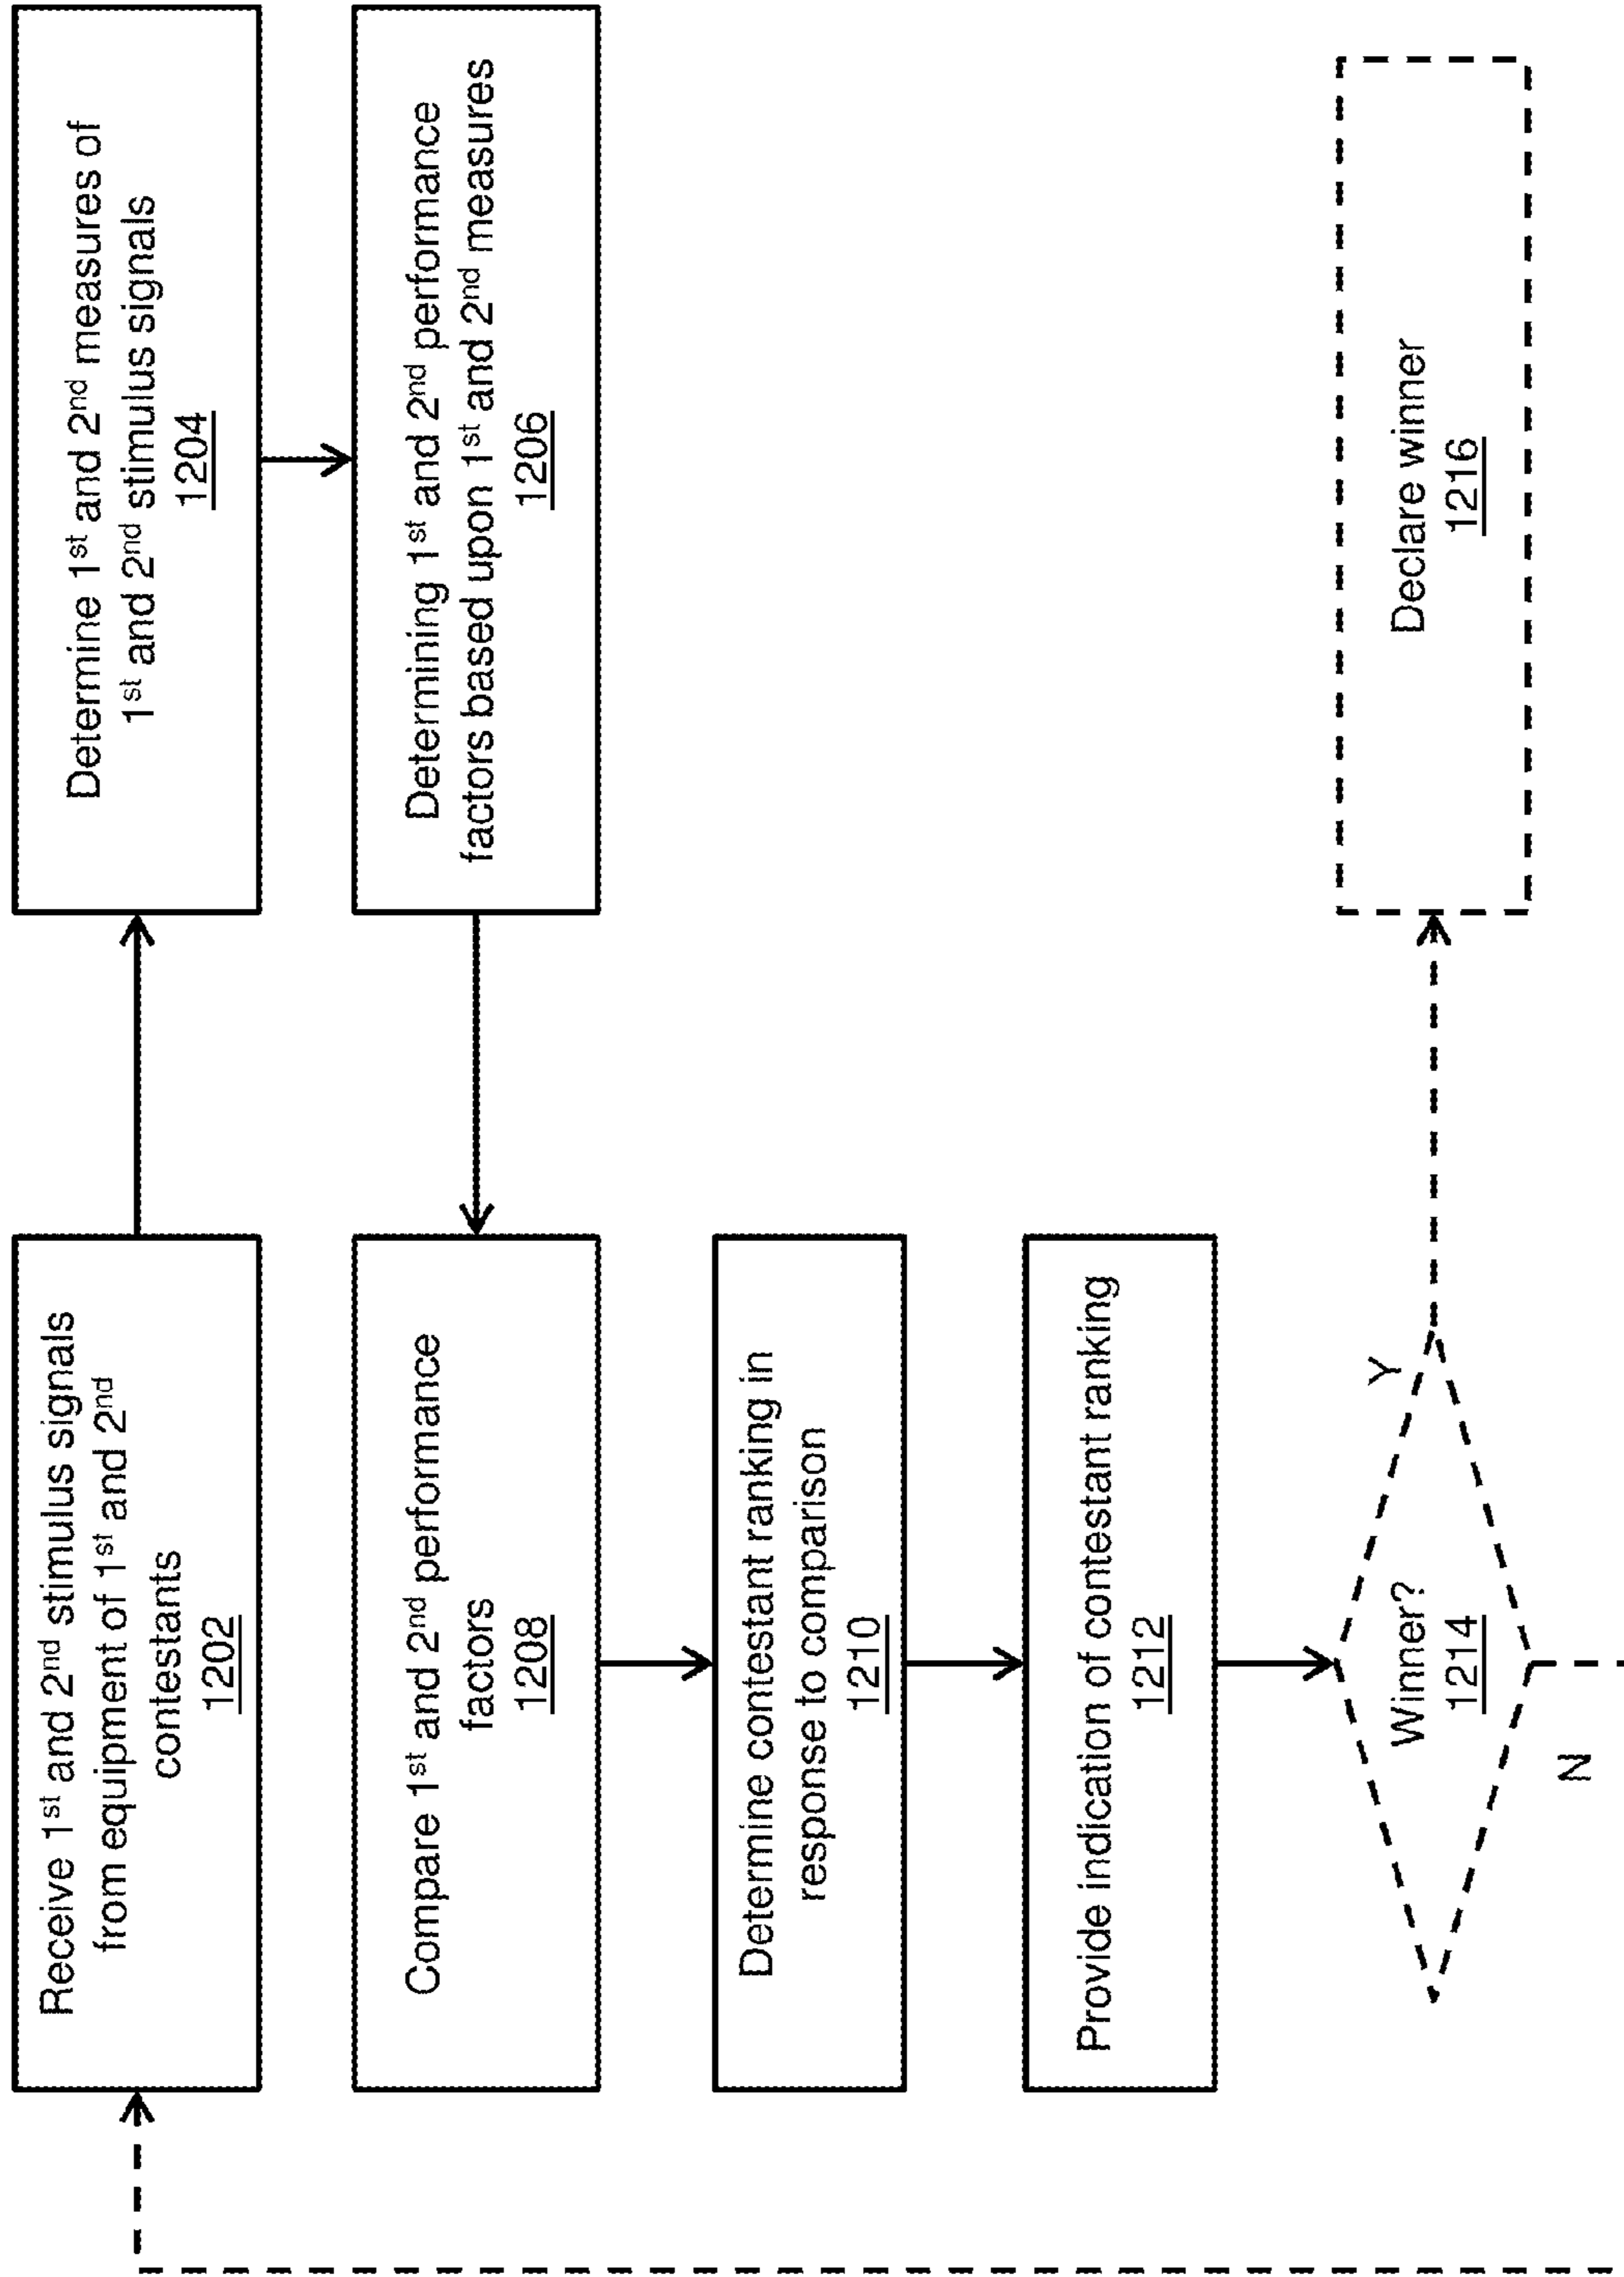 Receive 1st and 2nd stimulus signals
from equipment of 1st and 2nd
contestants
1202
Determine 1st and 2nd measures of
1st and 2nd stimulus signals
1204
Determining 1st and 2nd performance
factors based upon 1st and 2nd measures
1206
Compare 1st and 2nd performance
factors
1208
Determine contestant ranking in
response to comparison
1210
Provide indication of contestant ranking
1212
Winner?
1214
Y
N
Declare winner
1216